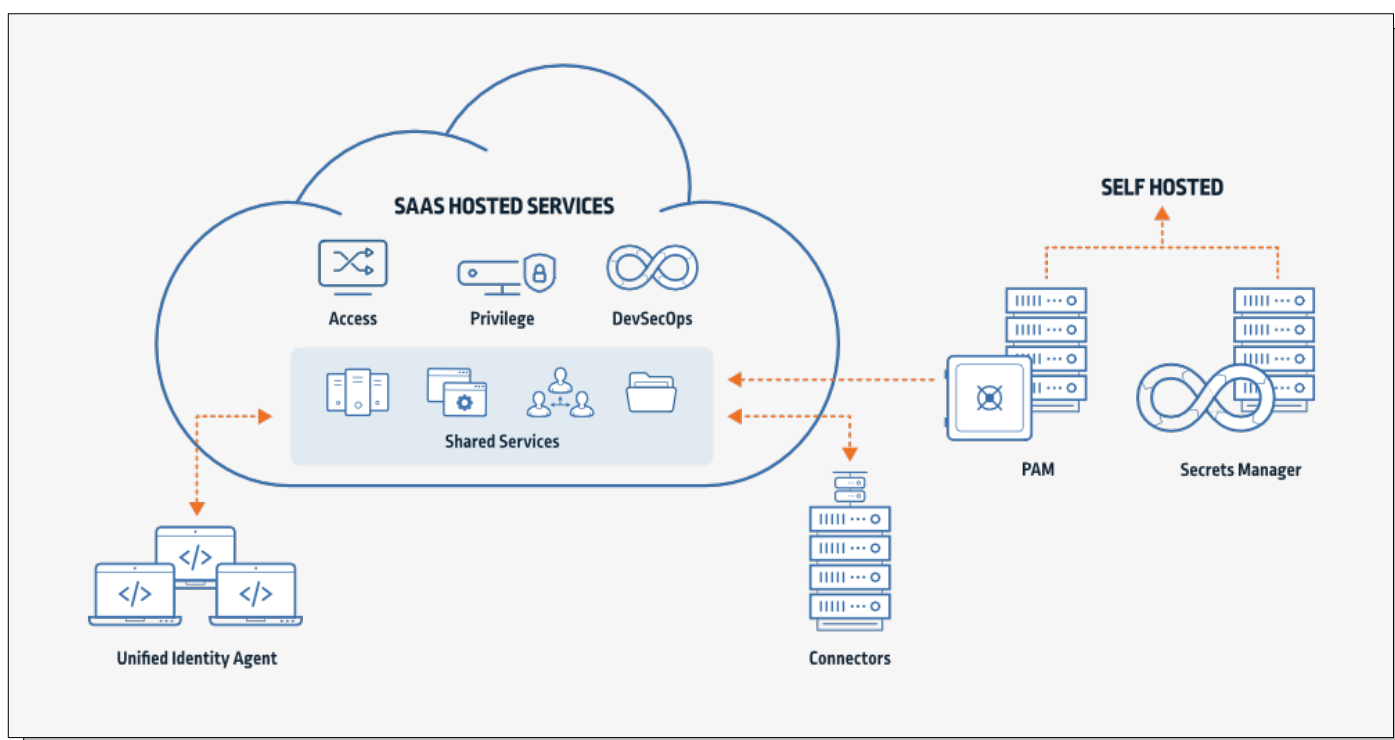 SAAS HOSTED SERVICES
SELF HOSTED
Access
Privilege
DevSecOps
Shared Services
PAM
Secrets Manager
</>
</>
</>
Unified Identity Agent
Connectors